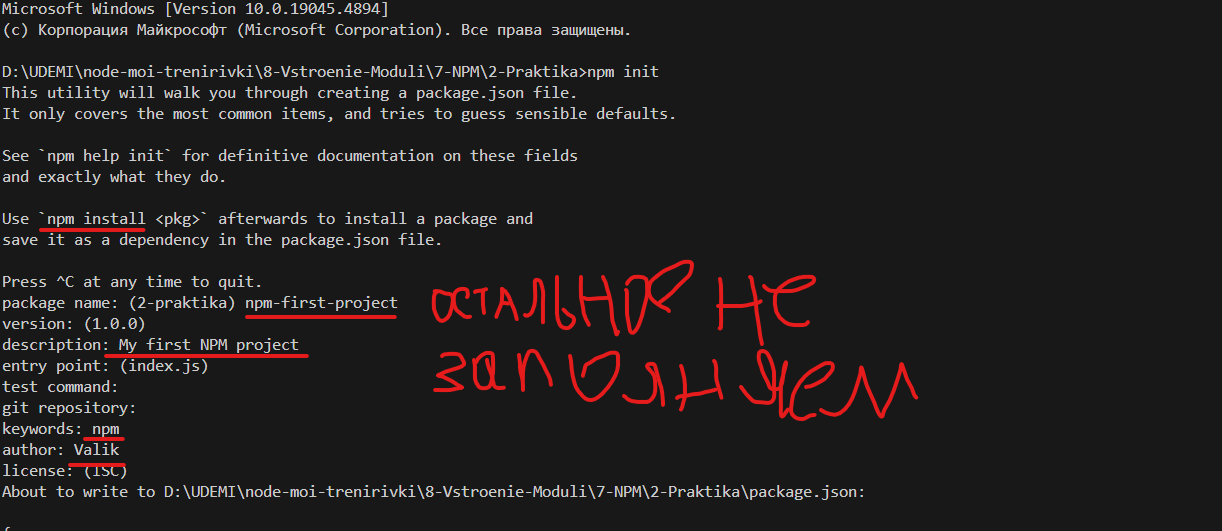 Microsoft Windows [Version 10.0.19045.4894]
(c) Корпорация Майкрософт (Microsoft Corporation). Все права защищены.
D:\UDEMI\node-moi-trenirivki\8-Vstroenie-Moduli\7-NPM\2-Praktika>npm init
This utility will walk you through creating a package.json file.
It only covers the most common items, and tries to guess sensible defaults.
See `npm help init` for definitive documentation on these fields
and exactly what they do.
Use `npm install <pkg>` afterwards to install a package and
save it as a dependency in the package.json file.
Press ^C at any time to quit.
package name: (2-praktika) npm-first-project
version: (1.0.0)
description: My first NPM project
entry point: (index.js)
test command:
git repository:
keywords: npm
author: Valik
license: (ISC)
About to write to D:\UDEMI\node-moi-trenirivki\8-Vstroenie-Moduli\7-NPM\2-Praktika\package.json:
остальное не
заполняем